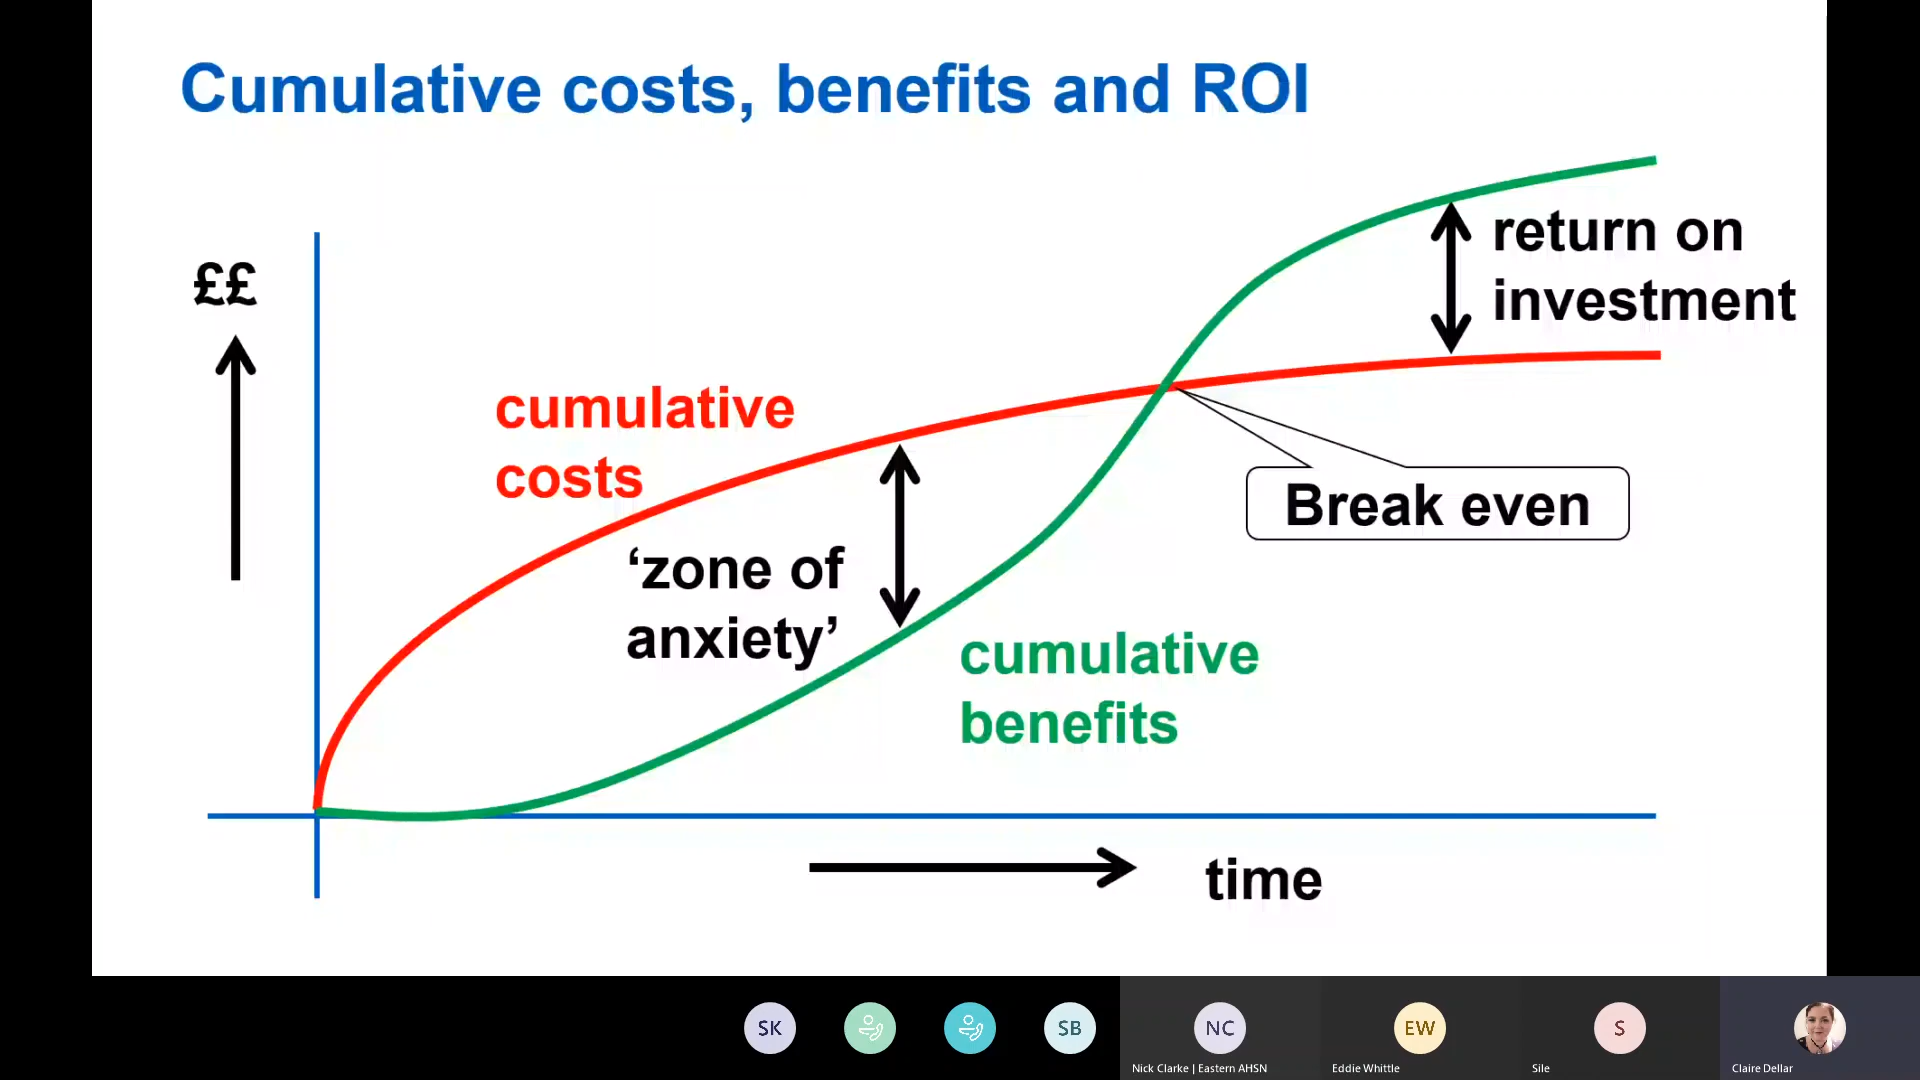 Cumulative costs, benefits and ROI
££
return on
investment
cumulative
costs
Break even
‘zone of
anxiety’
cumulative
benefits
time
SK
SB
NC
EW
S
Nick Clarke | Eastern AHSN
Eddie Whittle
Sile
Claire Dellar